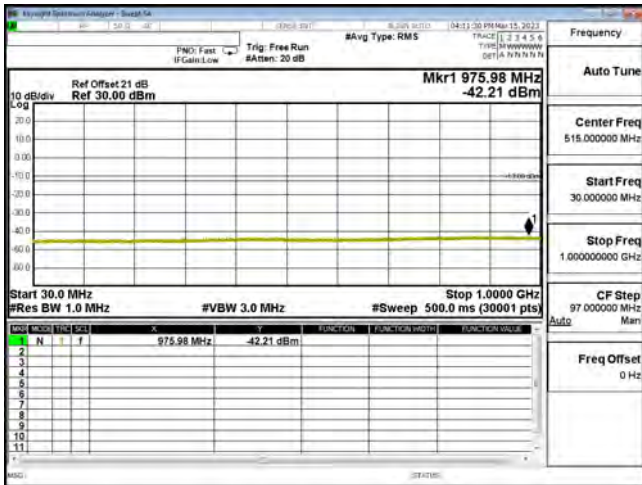 Keysight Spectrum Analyzer - Swept SA
SENSE:INT ALIGN AUTO 04:11:30 PM Mar 15, 2023
Frequency
PNO: Fast
IFGain:Low
Trig: Free Run
#Atten: 20 dB
#Avg Type: RMS
TRACE 1 2 3 4 5 6
TYPE M WWWWW
DET A N N N N N
Auto Tune
Ref Offset 21 dB
10 dB/div Ref 30.00 dBm
Mkr1 975.98 MHz
-42.21 dBm
Log
20.0
10.0
0.00
-10.0
-20.0
-30.0
-40.0
-50.0
-60.0
-13.00 dBm
1
Center Freq
515.000000 MHz
Start Freq
30.000000 MHz
Stop Freq
1.000000000 GHz
Start 30.0 MHz Stop 1.0000 GHz
#Res BW 1.0 MHz #VBW 3.0 MHz #Sweep 500.0 ms (30001 pts)
CF Step
97.000000 MHz
Auto Man
MKR MODE TRC SCL X Y FUNCTION FUNCTION WIDTH FUNCTION VALUE
1 N 1 f 975.98 MHz -42.21 dBm
2
3
4
5
6
7
8
9
10
11
Freq Offset
0 Hz
MSG STATUS